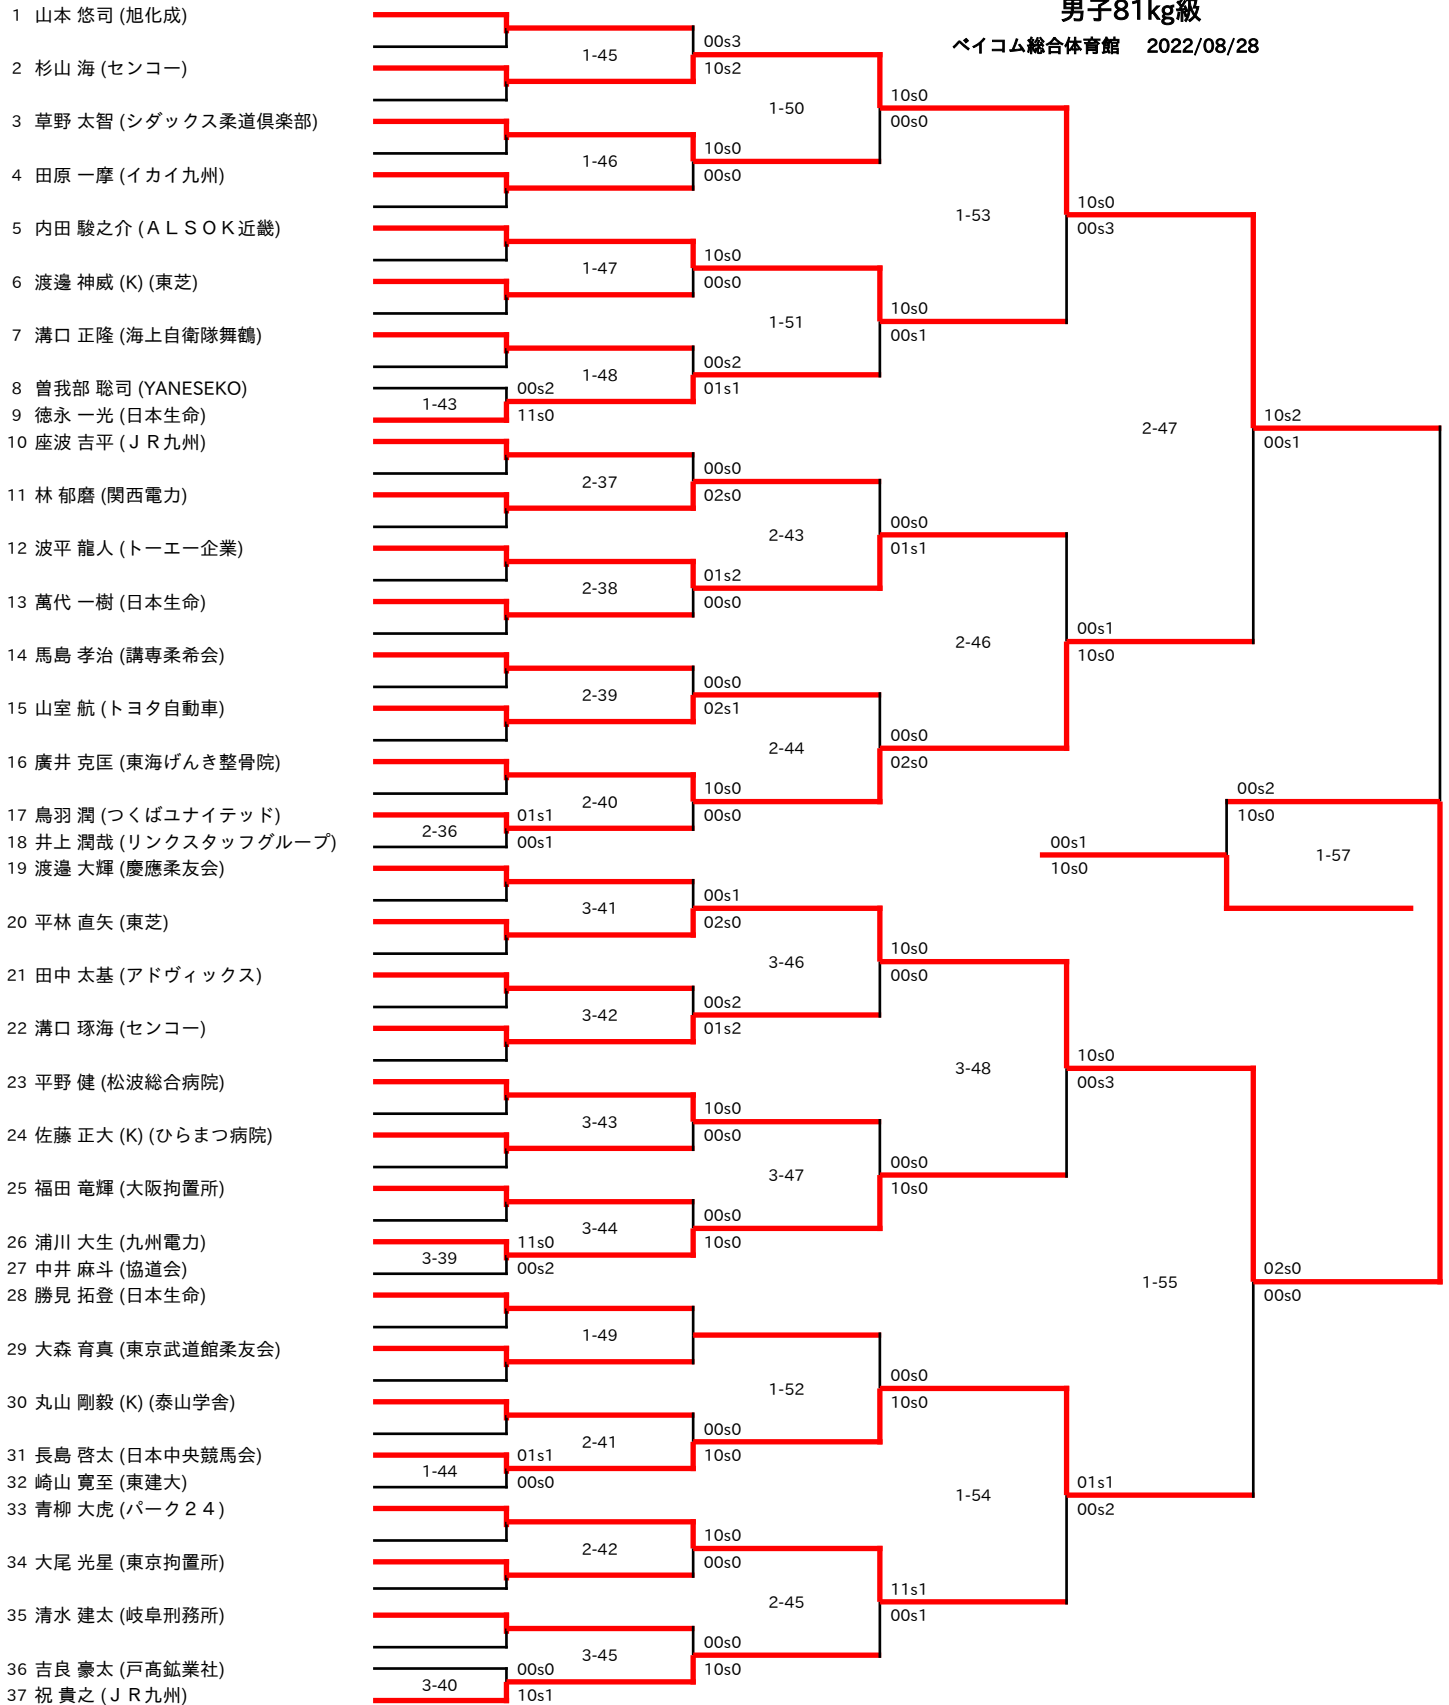 男子81kg級
ベイコム総合体育館 2022/08/28
1 山本 悠司 (旭化成)
2 杉山 海 (センコー)
3 草野 太智 (シダックス柔道倶楽部)
4 田原 一摩 (イカイ九州)
5 内田 駿之介 (ＡＬＳＯＫ近畿)
6 渡邉 神威 (K) (東芝)
7 溝口 正隆 (海上自衛隊舞鶴)
8 曽我部 聡司 (YANESEKO)
9 徳永 一光 (日本生命)
10 座波 吉平 (ＪＲ九州)
11 林 郁磨 (関西電力)
12 波平 龍人 (トーエー企業)
13 萬代 一樹 (日本生命)
14 馬島 孝治 (講専柔希会)
15 山室 航 (トヨタ自動車)
16 廣井 克匡 (東海げんき整骨院)
17 鳥羽 潤 (つくばユナイテッド)
18 井上 潤哉 (リンクスタッフグループ)
19 渡邉 大輝 (慶應柔友会)
20 平林 直矢 (東芝)
21 田中 太基 (アドヴィックス)
22 溝口 琢海 (センコー)
23 平野 健 (松波総合病院)
24 佐藤 正大 (K) (ひらまつ病院)
25 福田 竜輝 (大阪拘置所)
26 浦川 大生 (九州電力)
27 中井 麻斗 (協道会)
28 勝見 拓登 (日本生命)
29 大森 育真 (東京武道館柔友会)
30 丸山 剛毅 (K) (泰山学舎)
31 長島 啓太 (日本中央競馬会)
32 崎山 寛至 (東建大)
33 青柳 大虎 (パーク２４)
34 大尾 光星 (東京拘置所)
35 清水 建太 (岐阜刑務所)
36 吉良 豪太 (戸髙鉱業社)
37 祝 貴之 (ＪＲ九州)
1-43
00s2
11s0
2-36
01s1
00s1
3-39
11s0
00s2
1-44
01s1
00s0
3-40
00s0
10s1
1-45
00s3
10s2
1-46
10s0
00s0
1-47
10s0
00s0
1-48
00s2
01s1
2-37
00s0
02s0
2-38
01s2
00s0
2-39
00s0
02s1
2-40
10s0
00s0
3-41
00s1
02s0
3-42
00s2
01s2
3-43
10s0
00s0
3-44
00s0
10s0
1-49
2-41
00s0
10s0
2-42
10s0
00s0
3-45
00s0
10s0
1-50
10s0
00s0
1-51
10s0
00s1
2-43
00s0
01s1
2-44
00s0
02s0
3-46
10s0
00s0
3-47
00s0
10s0
1-52
00s0
10s0
2-45
11s1
00s1
1-53
10s0
00s3
2-46
00s1
10s0
3-48
10s0
00s3
1-54
01s1
00s2
2-47
10s2
00s1
1-55
02s0
00s0
1-57
00s2
10s0
00s1
10s0